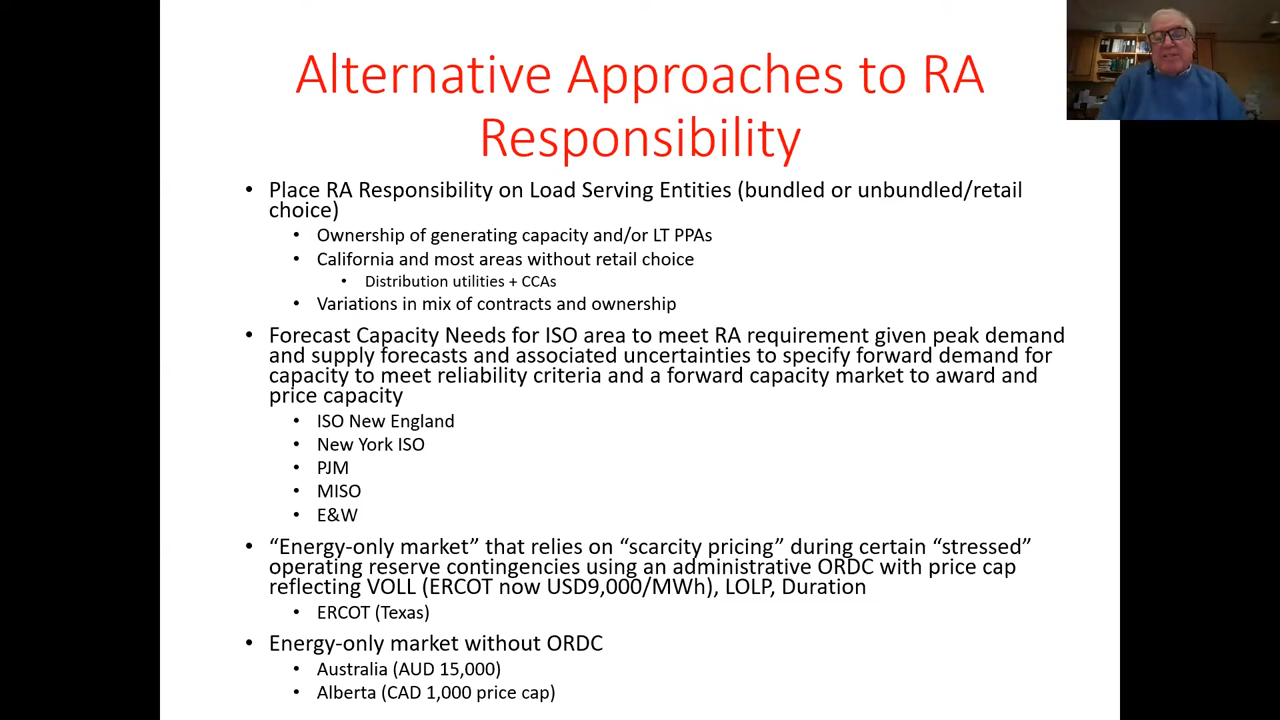 Alternative Approaches to RA
Responsibility
• Place RA Responsibility on Load Serving Entities (bundled or unbundled/retail
choice)
• Ownership of generating capacity and/or LT PPAs
• California and most areas without retail choice
• Distribution utilities + CCAs
• Variations in mix of contracts and ownership
• Forecast Capacity Needs for ISO area to meet RA requirement given peak demand
and supply forecasts and associated uncertainties to specify forward demand for
capacity to meet reliability criteria and a forward capacity market to award and
price capacity
• ISO New England
• New York ISO
• PJM
• MISO
• E&W
• “Energy-only market” that relies on “scarcity pricing” during certain “stressed”
operating reserve contingencies using an administrative ORDC with price cap
reflecting VOLL (ERCOT now USD9,000/MWh), LOLP, Duration
• ERCOT (Texas)
• Energy-only market without ORDC
• Australia (AUD 15,000)
• Alberta (CAD 1,000 price cap)